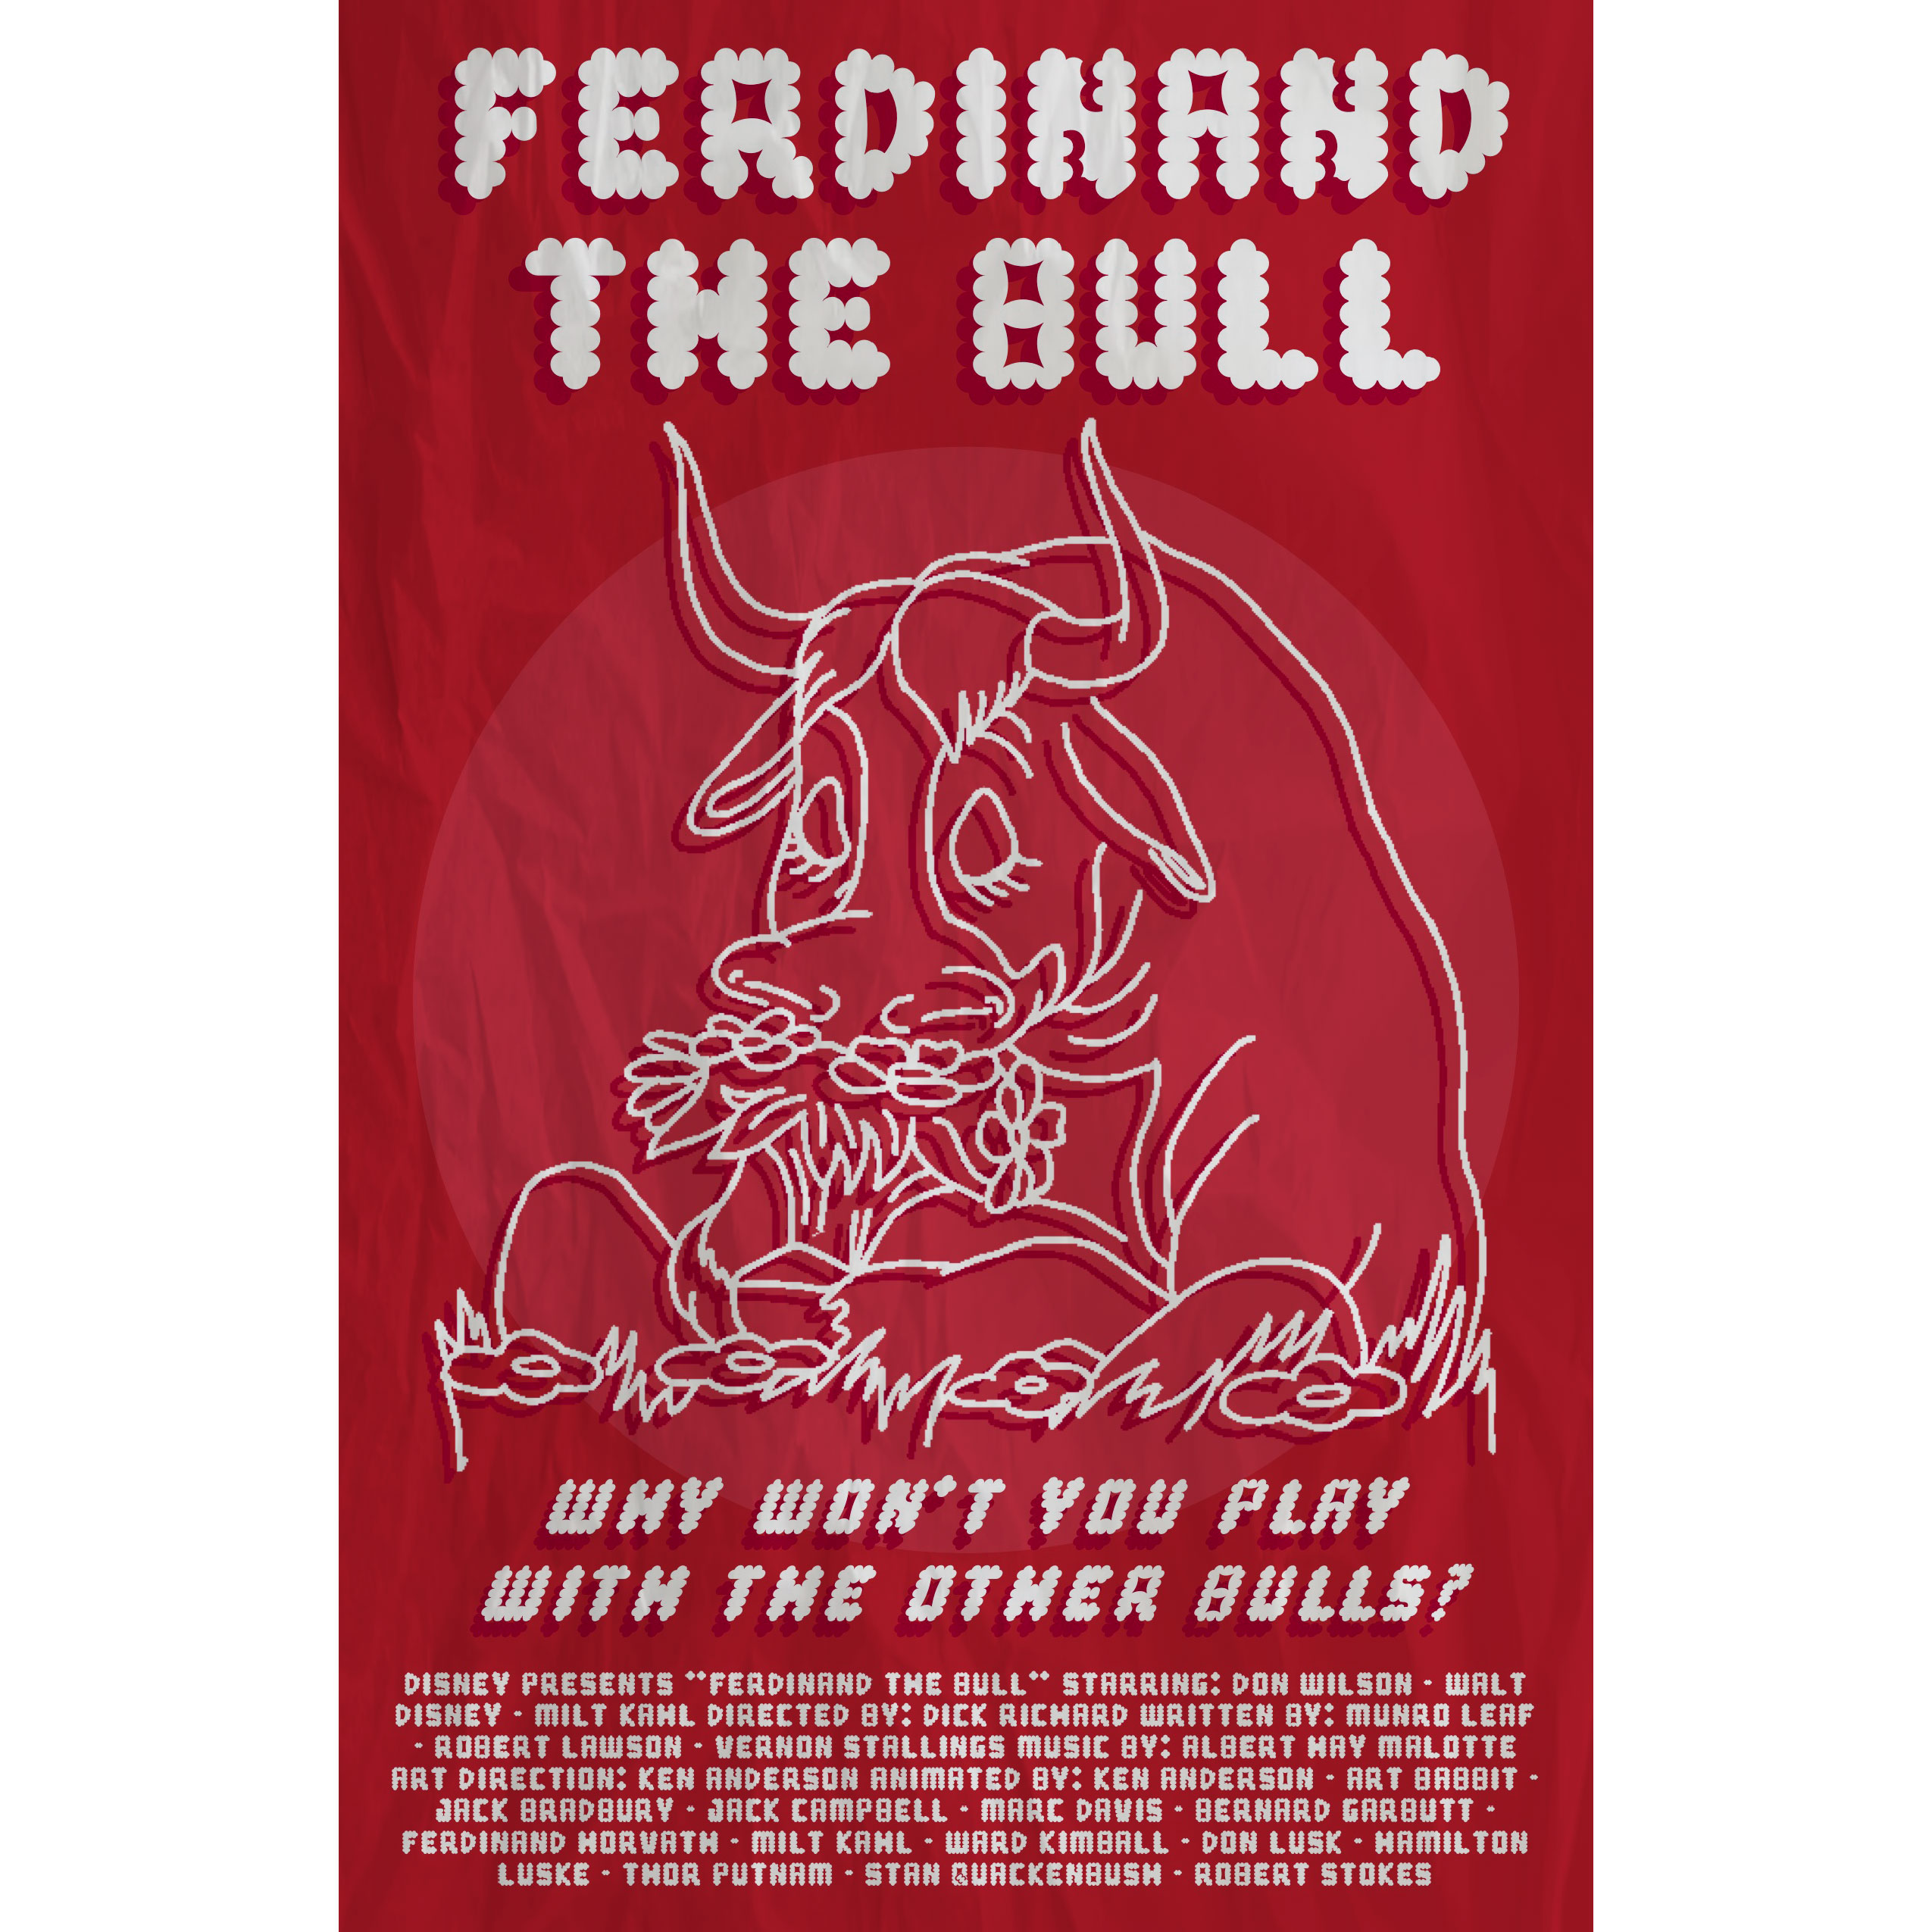 FERDINAND
THE BULL
WHY WON'T YOU PLAY
WITH THE OTHER BULLS?
DISNEY PRESENTS "FERDINAND THE BULL" STARRING: DON WILSON - WALT
DISNEY - MILT KAHL DIRECTED BY: DICK RICHARD WRITTEN BY: MUNRO LEAF
- ROBERT LAWSON - VERNON STALLINGS MUSIC BY: ALBERT HAY MALOTTE
ART DIRECTION: KEN ANDERSON ANIMATED BY: KEN ANDERSON - ART BABBIT -
JACK BRADBURY - JACK CAMPBELL - MARC DAVIS - BERNARD GARBUTT -
FERDINAND HORVATH - MILT KAHL - WARD KIMBALL - DON LUSK - HAMILTON
LUSKE - THOR PUTNAM - STAN QUACKENBUSH - ROBERT STOKES